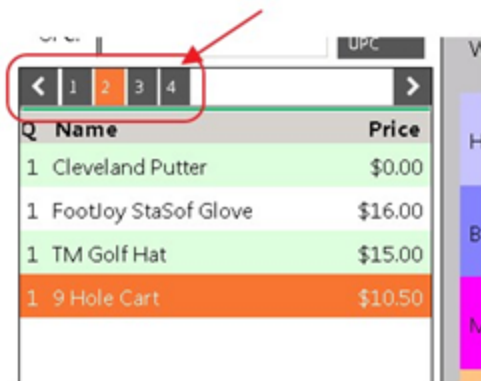 UPC
< 1 2 3 4 >
Q Name Price
1 Cleveland Putter $0.00
1 FootJoy StaSof Glove $16.00
1 TM Golf Hat $15.00
1 9 Hole Cart $10.50